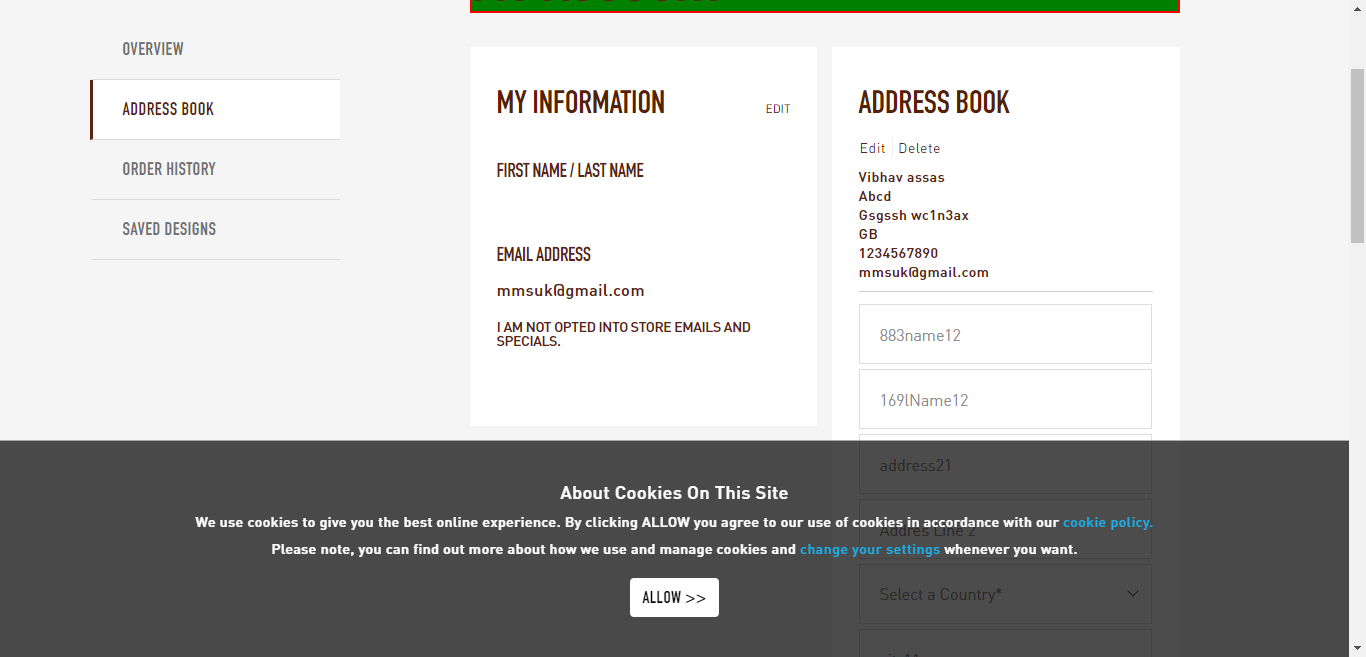 OVERVIEW
ADDRESS BOOK
ORDER HISTORY
SAVED DESIGNS
MY INFORMATION
EDIT
FIRST NAME / LAST NAME
EMAIL ADDRESS
mmsuk@gmail.com
I AM NOT OPTED INTO STORE EMAILS AND
SPECIALS.
ADDRESS BOOK
Edit Delete
Vibhav assas
Abcd
Gsgssh wc1n3ax
GB
1234567890
mmsuk@gmail.com
883name12
169lName12
address21
Addres Line 2
Select a Country*
About Cookies On This Site
We use cookies to give you the best online experience. By clicking ALLOW you agree to our use of cookies in accordance with our cookie policy.
Please note, you can find out more about how we use and manage cookies and change your settings whenever you want.
ALLOW >>